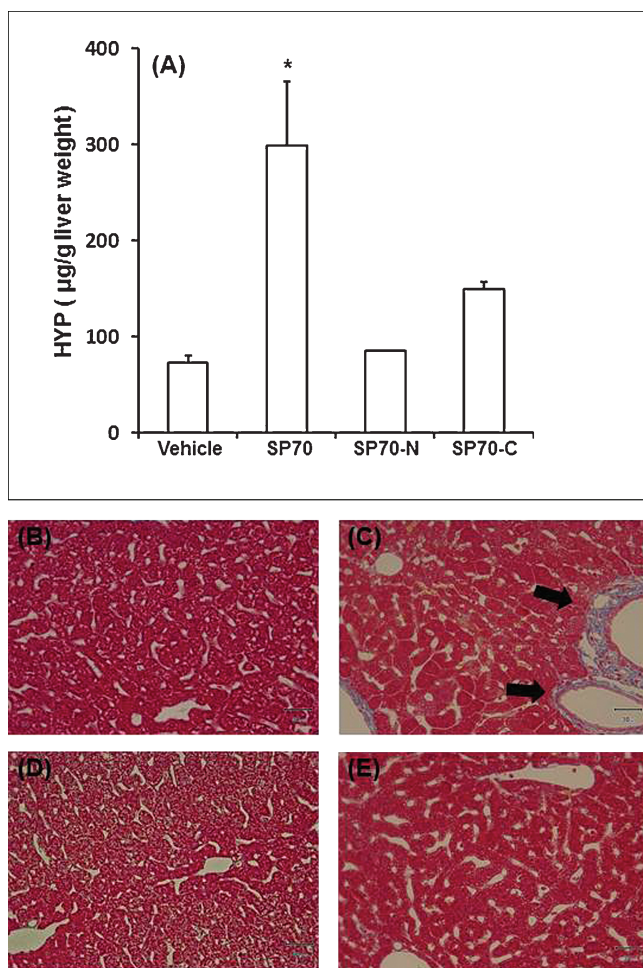 (A)
*
400
300
200
100
0
HYP ( µg/g liver weight)
Vehicle SP70 SP70-N SP70-C
(B)
(C)
(D)
(E)